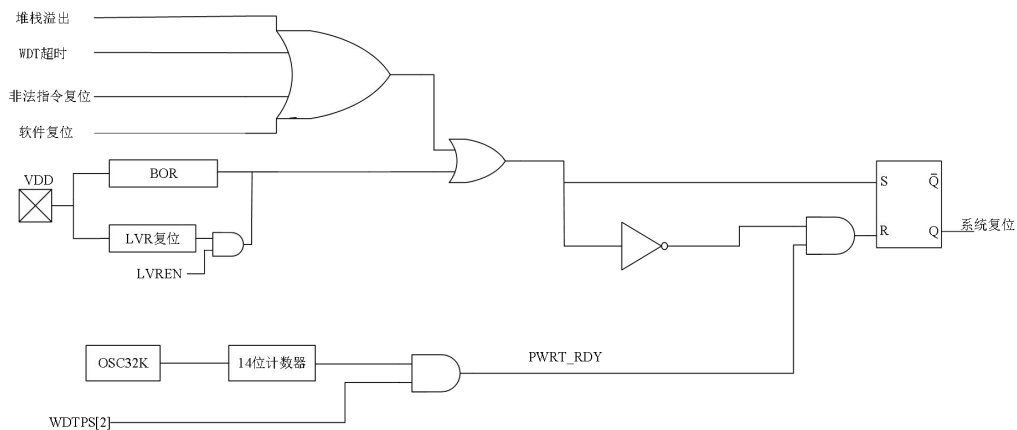 堆栈溢出
WDT超时
非法指令复位
软件复位
VDD
BOR
LVR复位
LVREN
S
Q̅
R
Q
系统复位
OSC32K
14位计数器
PWRT_RDY
WDTPS[2]